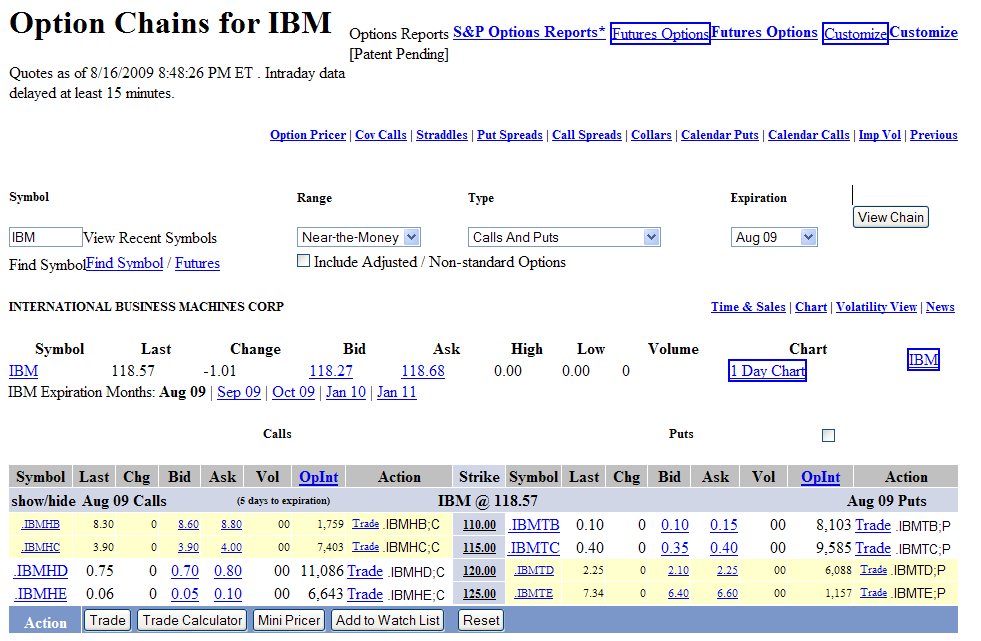 Option Chains for IBM
Options Reports S&P Options Reports* Futures Options Futures Options Customize Customize
[Patent Pending]
Quotes as of 8/16/2009 8:48:26 PM ET . Intraday data
delayed at least 15 minutes.
Option Pricer | Cov Calls | Straddles | Put Spreads | Call Spreads | Collars | Calendar Puts | Calendar Calls | Imp Vol | Previous
Symbol Range Type Expiration
View Chain
IBM View Recent Symbols Near-the-Money Calls And Puts Aug 09
Find Symbol Find Symbol / Futures Include Adjusted / Non-standard Options
INTERNATIONAL BUSINESS MACHINES CORP Time & Sales | Chart | Volatility View | News
Symbol Last Change Bid Ask High Low Volume Chart
IBM 118.57 -1.01 118.27 118.68 0.00 0.00 0 1 Day Chart IBM
IBM Expiration Months: Aug 09 | Sep 09 | Oct 09 | Jan 10 | Jan 11
Calls Puts
Symbol Last Chg Bid Ask Vol OpInt Action Strike Symbol Last Chg Bid Ask Vol OpInt Action
show/hide Aug 09 Calls (5 days to expiration) IBM @ 118.57 Aug 09 Puts
.IBMHB 8.30 0 8.60 8.80 00 1,759 Trade .IBMHB;C 110.00 .IBMTB 0.10 0 0.10 0.15 00 8,103 Trade .IBMTB;P
.IBMHC 3.90 0 3.90 4.00 00 7,403 Trade .IBMHC;C 115.00 .IBMTC 0.40 0 0.35 0.40 00 9,585 Trade .IBMTC;P
.IBMHD 0.75 0 0.70 0.80 00 11,086 Trade .IBMHD;C 120.00 .IBMTD 2.25 0 2.10 2.25 00 6,088 Trade .IBMTD;P
.IBMHE 0.06 0 0.05 0.10 00 6,643 Trade .IBMHE;C 125.00 .IBMTE 7.34 0 6.40 6.60 00 1,157 Trade .IBMTE;P
Action Trade Trade Calculator Mini Pricer Add to Watch List Reset